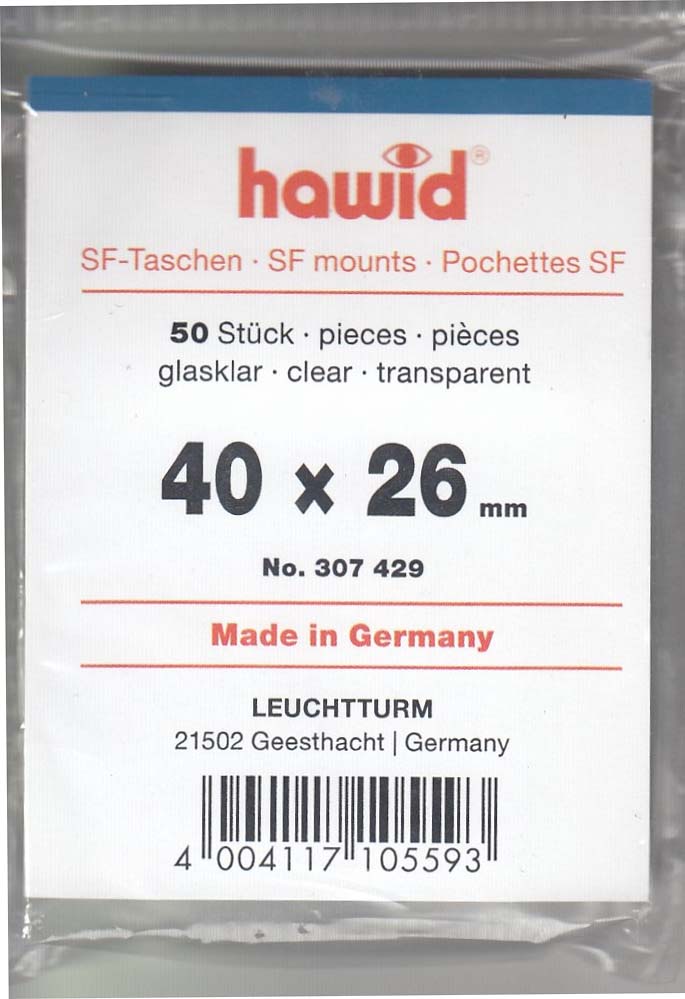 hawid®
SF-Taschen · SF mounts · Pochettes SF
50 Stück · pieces · pièces
glasklar · clear · transparent
40 × 26 mm
No. 307 429
Made in Germany
LEUCHTTURM
21502 Geesthacht | Germany
4 004117 105593